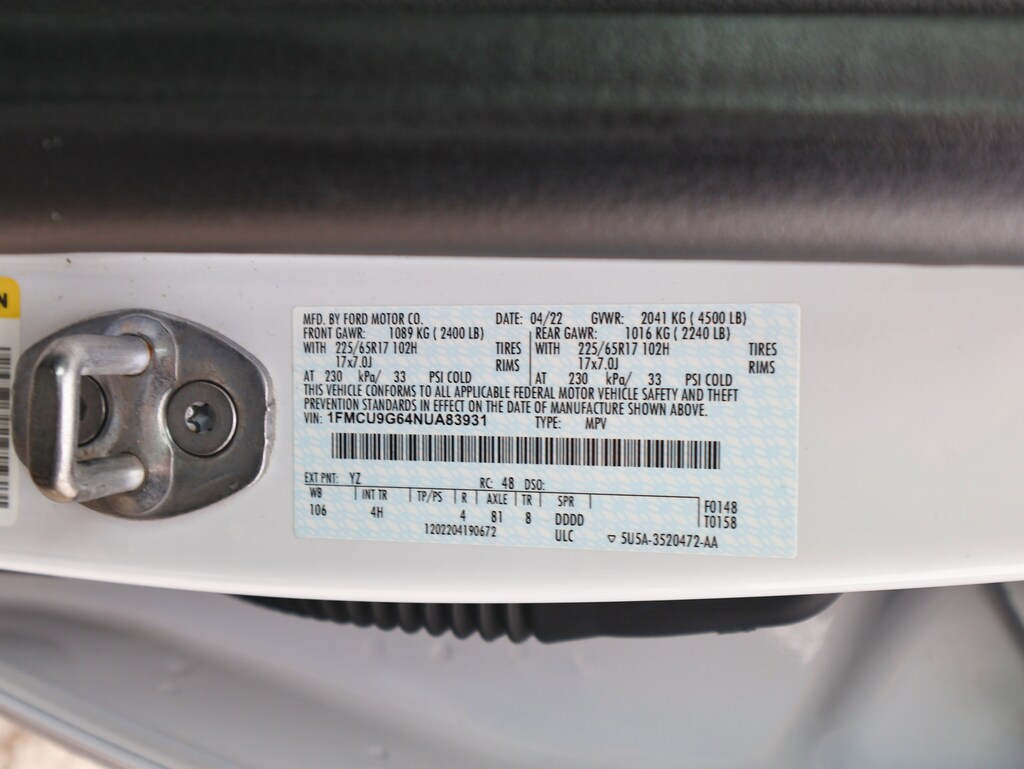 N
MFD. BY FORD MOTOR CO. DATE: 04/22 GVWR: 2041 KG ( 4500 LB)
FRONT GAWR: 1089 KG ( 2400 LB) REAR GAWR: 1016 KG ( 2240 LB)
WITH 225/65R17 102H TIRES WITH 225/65R17 102H TIRES
17x7.0J RIMS 17x7.0J RIMS
AT 230 kPa/ 33 PSI COLD AT 230 kPa/ 33 PSI COLD
THIS VEHICLE CONFORMS TO ALL APPLICABLE FEDERAL MOTOR VEHICLE SAFETY AND THEFT
PREVENTION STANDARDS IN EFFECT ON THE DATE OF MANUFACTURE SHOWN ABOVE.
VIN: 1FMCU9G64NUA83931 TYPE: MPV
EXT PNT: YZ RC: 48 DSO:
WB INT TR TP/PS R AXLE TR SPR F0148
106 4H 4 81 8 DDDD T0158
1202204190672 ULC ▽ 5U5A-3520472-AA